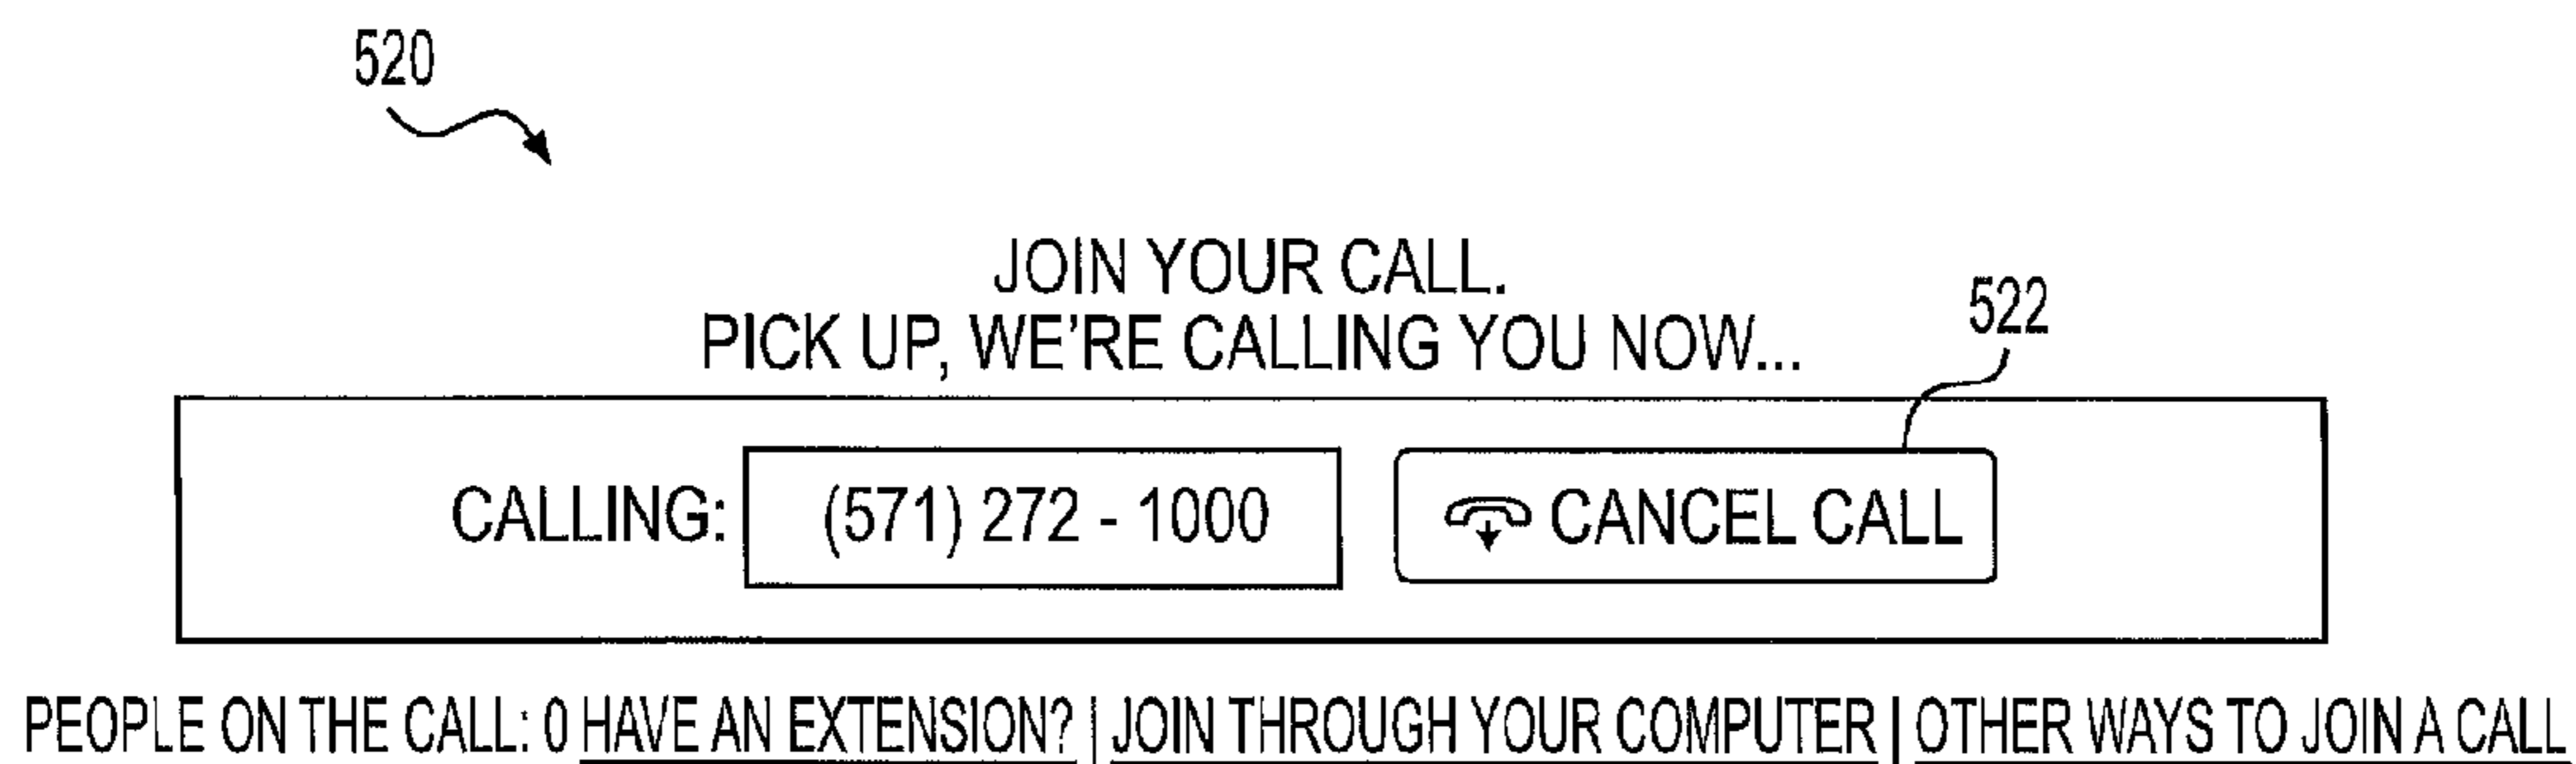 520
JOIN YOUR CALL.
PICK UP, WE'RE CALLING YOU NOW...
522
CALLING: (571) 272 - 1000 CANCEL CALL
PEOPLE ON THE CALL: 0 HAVE AN EXTENSION? | JOIN THROUGH YOUR COMPUTER | OTHER WAYS TO JOIN A CALL